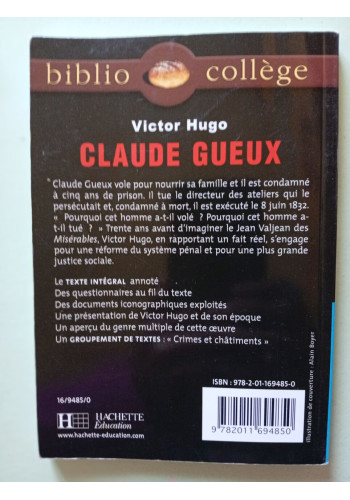 biblio collège
Victor Hugo
CLAUDE GUEUX
Claude Gueux vole pour nourrir sa famille et il est condamné
à cinq ans de prison. Il tue le directeur des ateliers qui le
persécutait et, condamné à mort, il est exécuté le 8 juin 1832.
« Pourquoi cet homme a-t-il volé ? Pourquoi cet homme a-
t-il tué ? » Trente ans avant d'imaginer le Jean Valjean des
Misérables, Victor Hugo, en rapportant un fait réel, s'engage
pour une réforme du système pénal et pour une plus grande
justice sociale.
Le TEXTE INTÉGRAL annoté
Des questionnaires au fil du texte
Des documents iconographiques exploités
Une présentation de Victor Hugo et de son époque
Un aperçu du genre multiple de cette œuvre
Un GROUPEMENT DE TEXTES : « Crimes et châtiments »
16/9485/0
H HACHETTE
Éducation
www.hachette-education.com
ISBN : 978-2-01-169485-0
9 782011 694850
Illustration de couverture : Alain Boyer